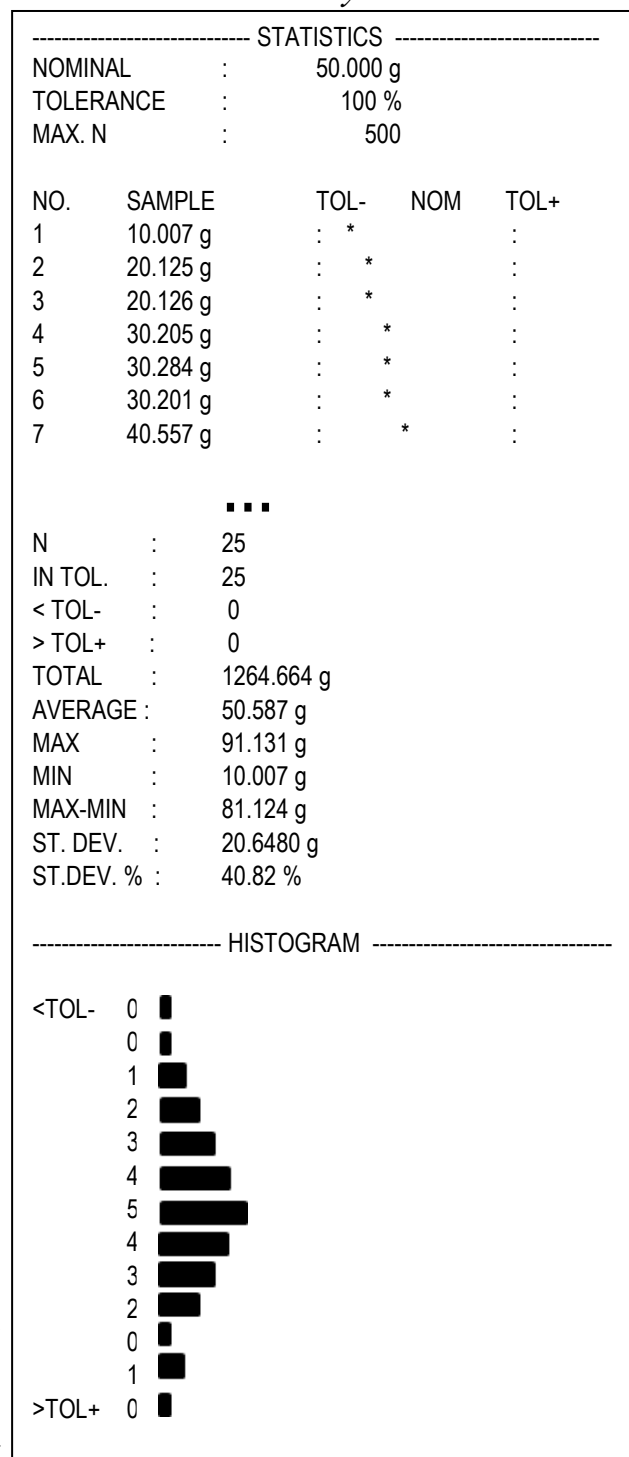 ------------------------------ STATISTICS ----------------------------
NOMINAL : 50.000 g
TOLERANCE : 100 %
MAX. N : 500
NO. SAMPLE TOL- NOM TOL+
1 10.007 g : * :
2 20.125 g : * :
3 20.126 g : * :
4 30.205 g : * :
5 30.284 g : * :
6 30.201 g : * :
7 40.557 g : * :
...
N : 25
IN TOL. : 25
< TOL- : 0
> TOL+ : 0
TOTAL : 1264.664 g
AVERAGE : 50.587 g
MAX : 91.131 g
MIN : 10.007 g
MAX-MIN : 81.124 g
ST. DEV. : 20.6480 g
ST.DEV. % : 40.82 %
-------------------------- HISTOGRAM ---------------------------------
<TOL- 0
0
1
2
3
4
5
4
3
2
0
1
>TOL+ 0